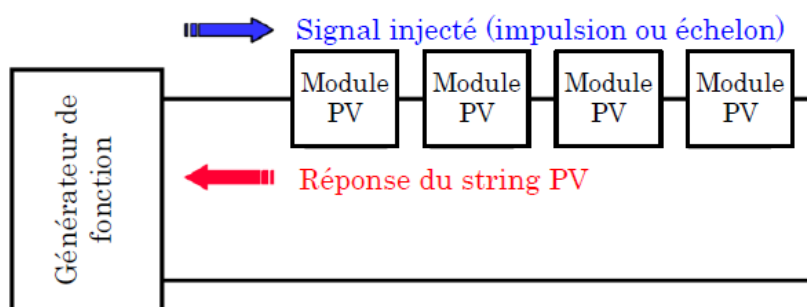 Signal injecté (impulsion ou échelon)
Module
PV
Module
PV
Module
PV
Module
PV
Générateur de
fonction
Réponse du string PV